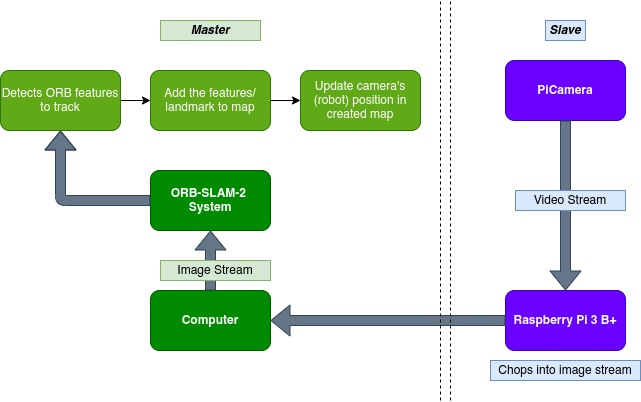 Master
Slave
Detects ORB features
to track
Add the features/
landmark to map
Update camera's
(robot) position in
created map
PiCamera
ORB-SLAM-2
System
Video Stream
Image Stream
Computer
Raspberry Pi 3 B+
Chops into image stream